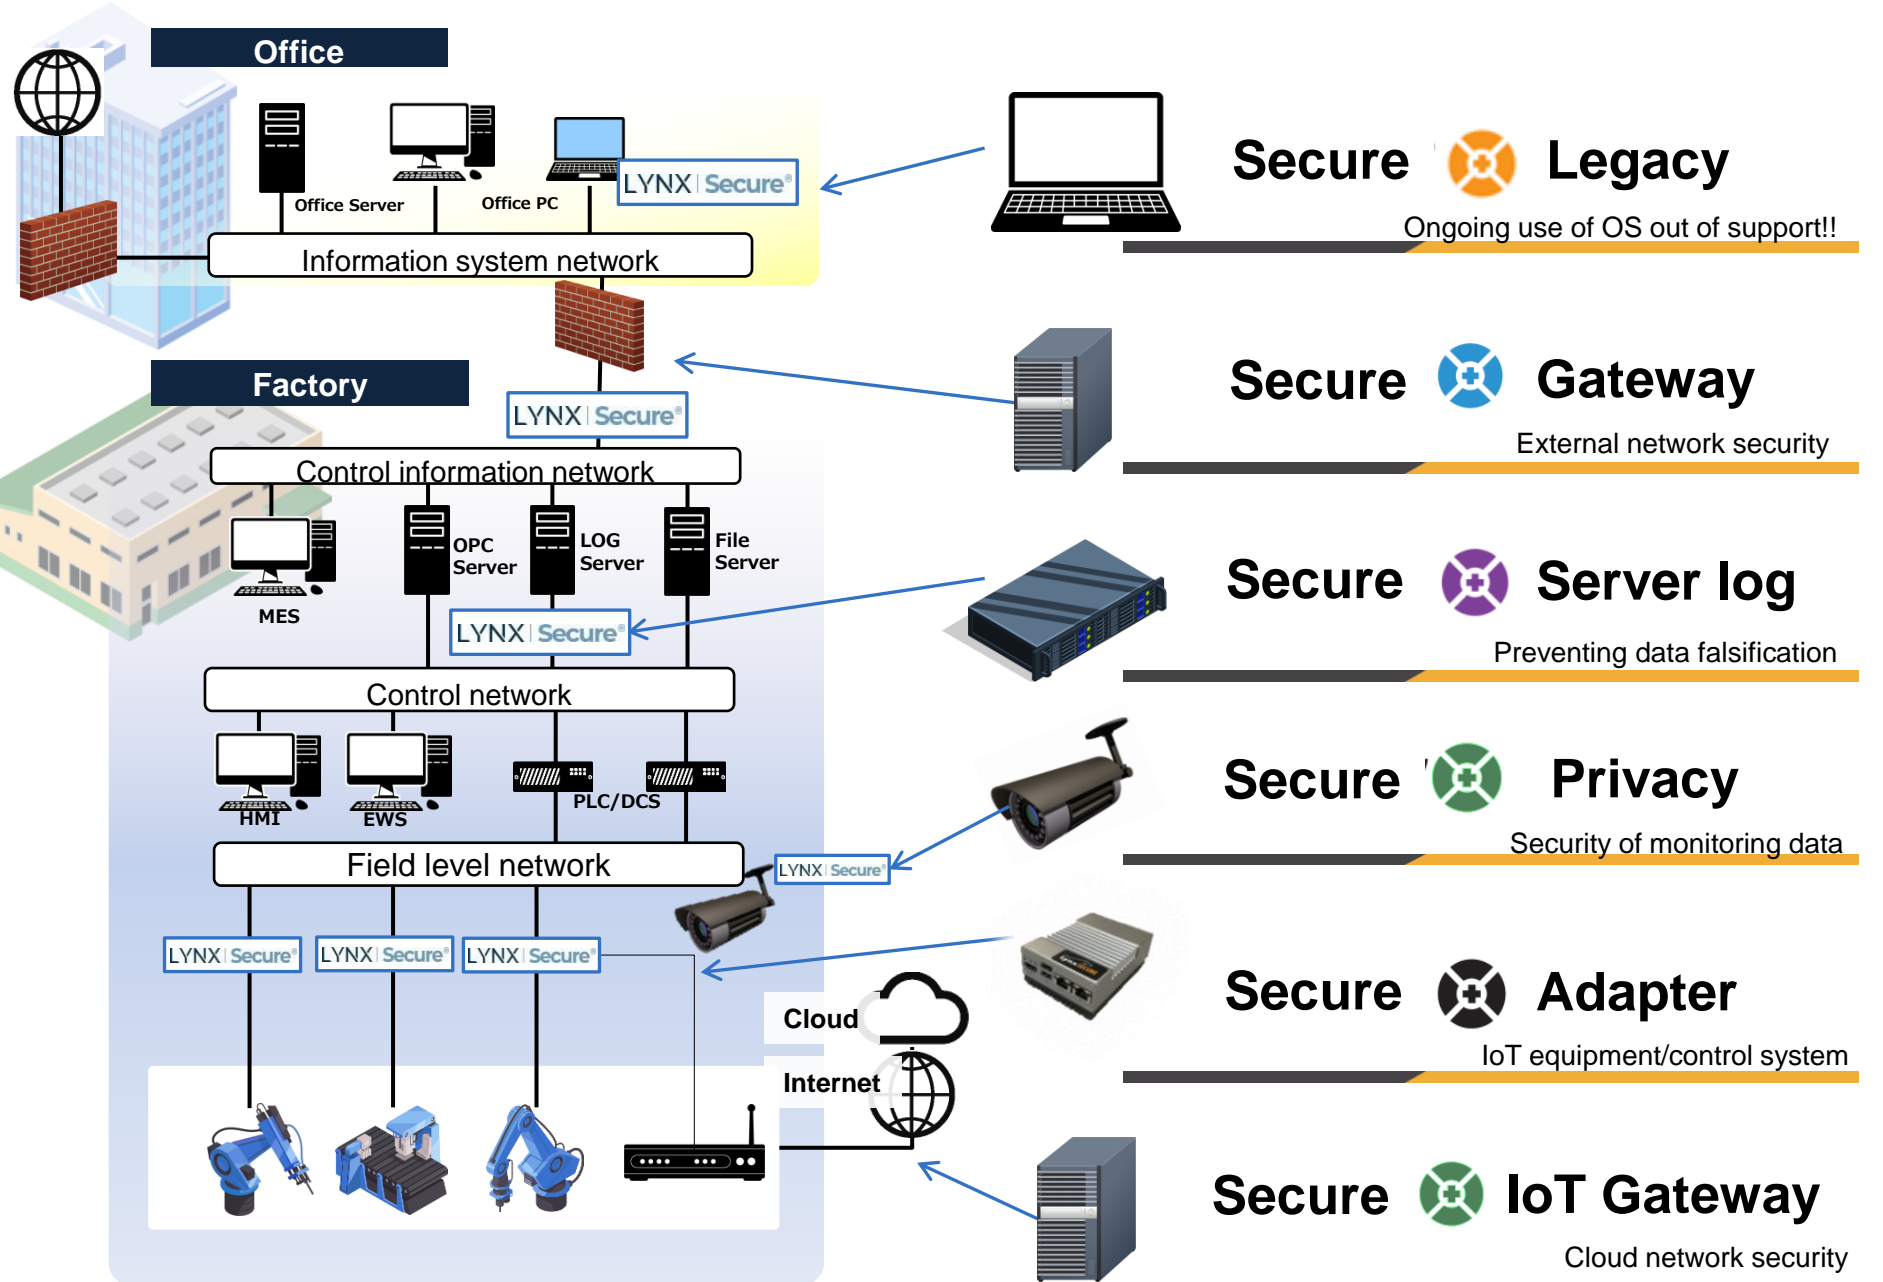 Office
Office Server
Office PC
LYNX Secure®
Information system network
Factory
LYNX Secure®
Control information network
MES
OPC
Server
LOG
Server
File
Server
LYNX Secure®
Control network
HMI
EWS
PLC/DCS
Field level network
LYNX Secure®
LYNX Secure®
LYNX Secure®
LYNX Secure®
Cloud
Internet
Secure Legacy
Ongoing use of OS out of support!!
Secure Gateway
External network security
Secure Server log
Preventing data falsification
Secure Privacy
Security of monitoring data
Secure Adapter
IoT equipment/control system
Secure IoT Gateway
Cloud network security